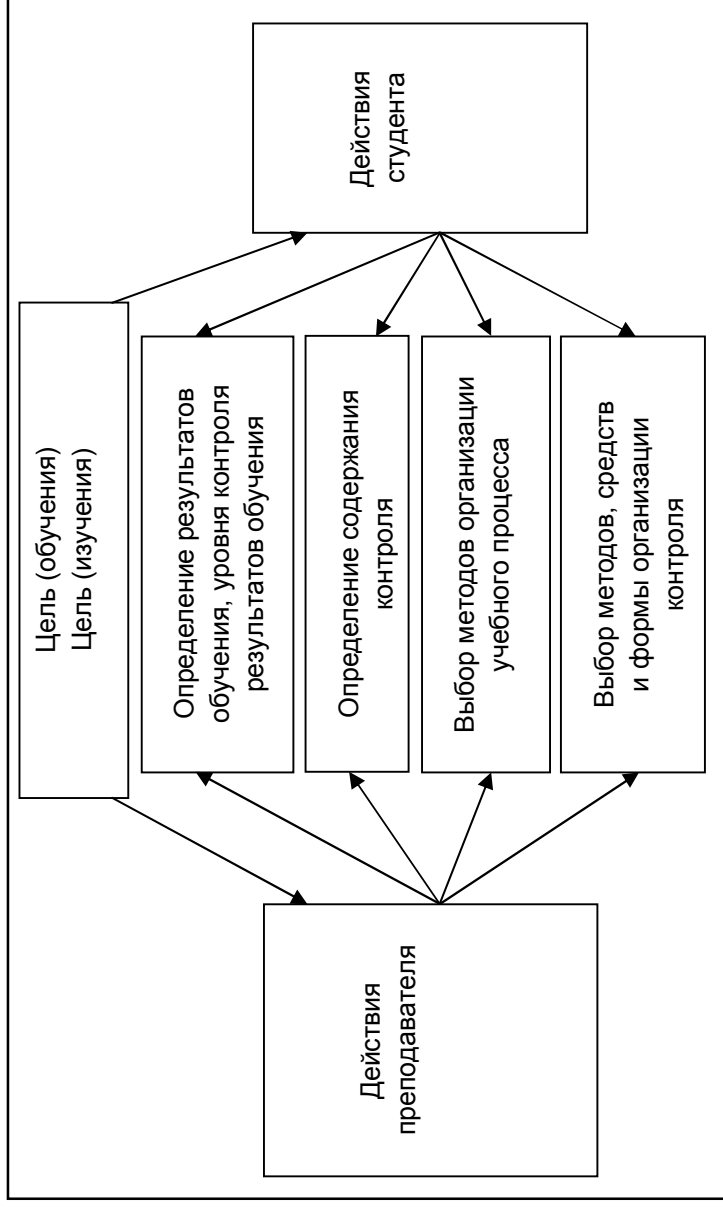 Цель (обучения)
Цель (изучения)
Действия
преподавателя
Определение результатов
обучения, уровня контроля
результатов обучения
Определение содержания
контроля
Выбор методов организации
учебного процесса
Выбор методов, средств
и формы организации
контроля
Действия
студента